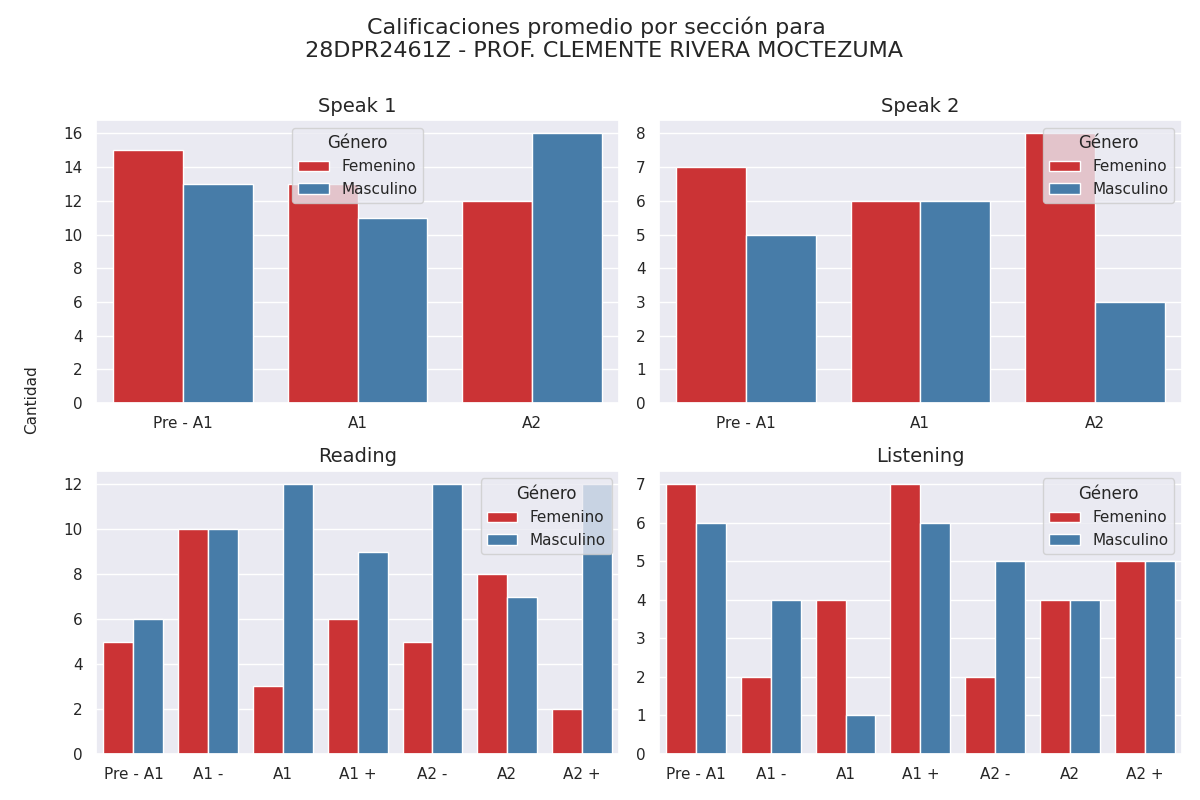 Calificaciones promedio por sección para
28DPR2461Z - PROF. CLEMENTE RIVERA MOCTEZUMA
Cantidad
Speak 1
16
14
12
10
8
6
4
2
0
Pre - A1 A1 A2
Género
Femenino
Masculino
Speak 2
8
7
6
5
4
3
2
1
0
Pre - A1 A1 A2
Género
Femenino
Masculino
Reading
12
10
8
6
4
2
0
Pre - A1 A1 - A1 A1 + A2 - A2 A2 +
Género
Femenino
Masculino
Listening
7
6
5
4
3
2
1
0
Pre - A1 A1 - A1 A1 + A2 - A2 A2 +
Género
Femenino
Masculino